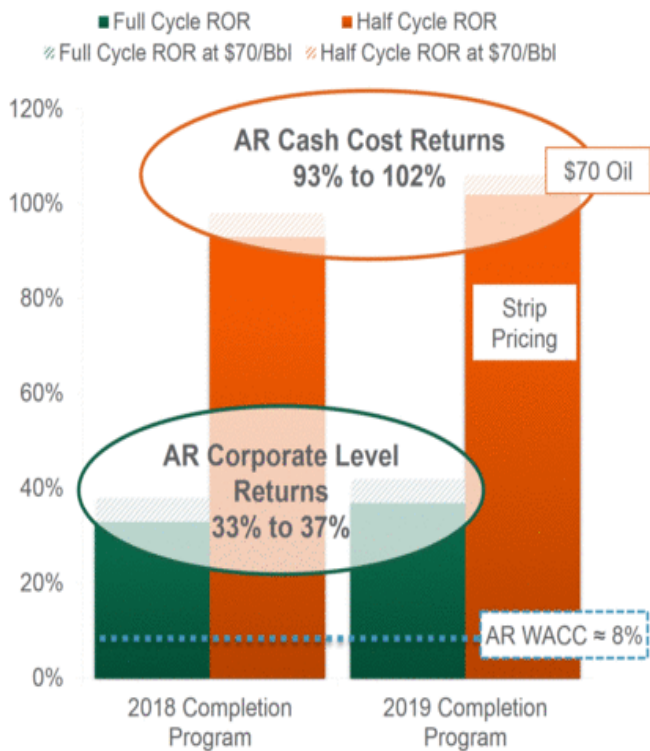 Full Cycle ROR
Half Cycle ROR
Full Cycle ROR at $70/Bbl
Half Cycle ROR at $70/Bbl
120%
100%
80%
60%
40%
20%
0%
AR Cash Cost Returns
93% to 102%
$70 Oil
Strip
Pricing
AR Corporate Level
Returns
33% to 37%
AR WACC ≈ 8%
2018 Completion
Program
2019 Completion
Program